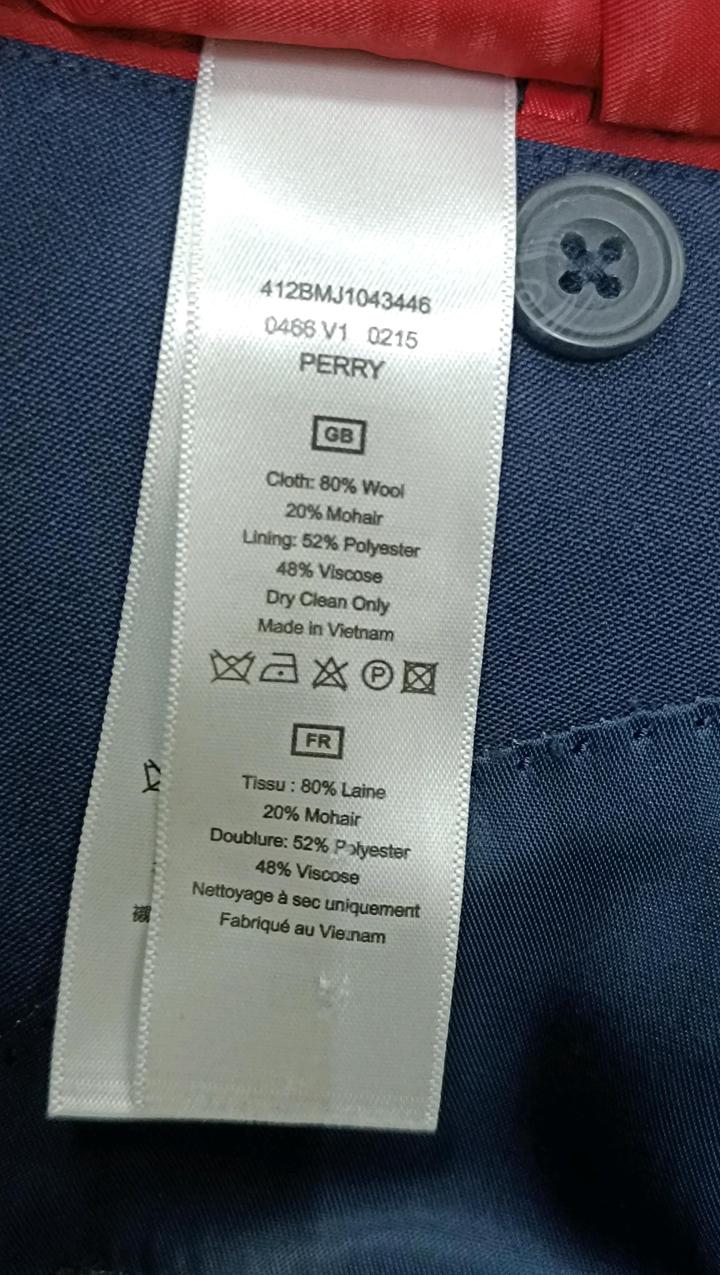 412BMJ1043446
0466 V1 0215
PERRY
GB
Cloth: 80% Wool
20% Mohair
Lining: 52% Polyester
48% Viscose
Dry Clean Only
Made in Vietnam
P
FR
Tissu : 80% Laine
20% Mohair
Doublure: 52% Polyester
48% Viscose
Nettoyage à sec uniquement
Fabriqué au Vietnam